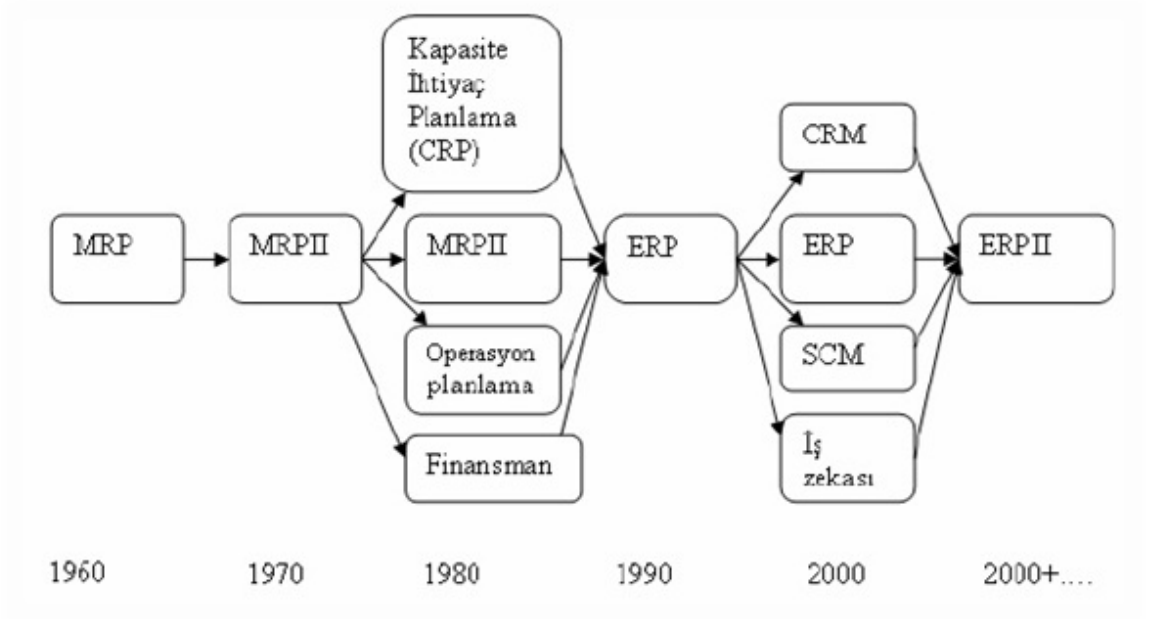 Kapasite
İhtiyaç
Planlama
(CRP)
CRM
MRP
MRPII
MRPII
ERP
ERP
ERPII
Operasyon
planlama
SCM
Finansman
İş
zekası
1960
1970
1980
1990
2000
2000+....